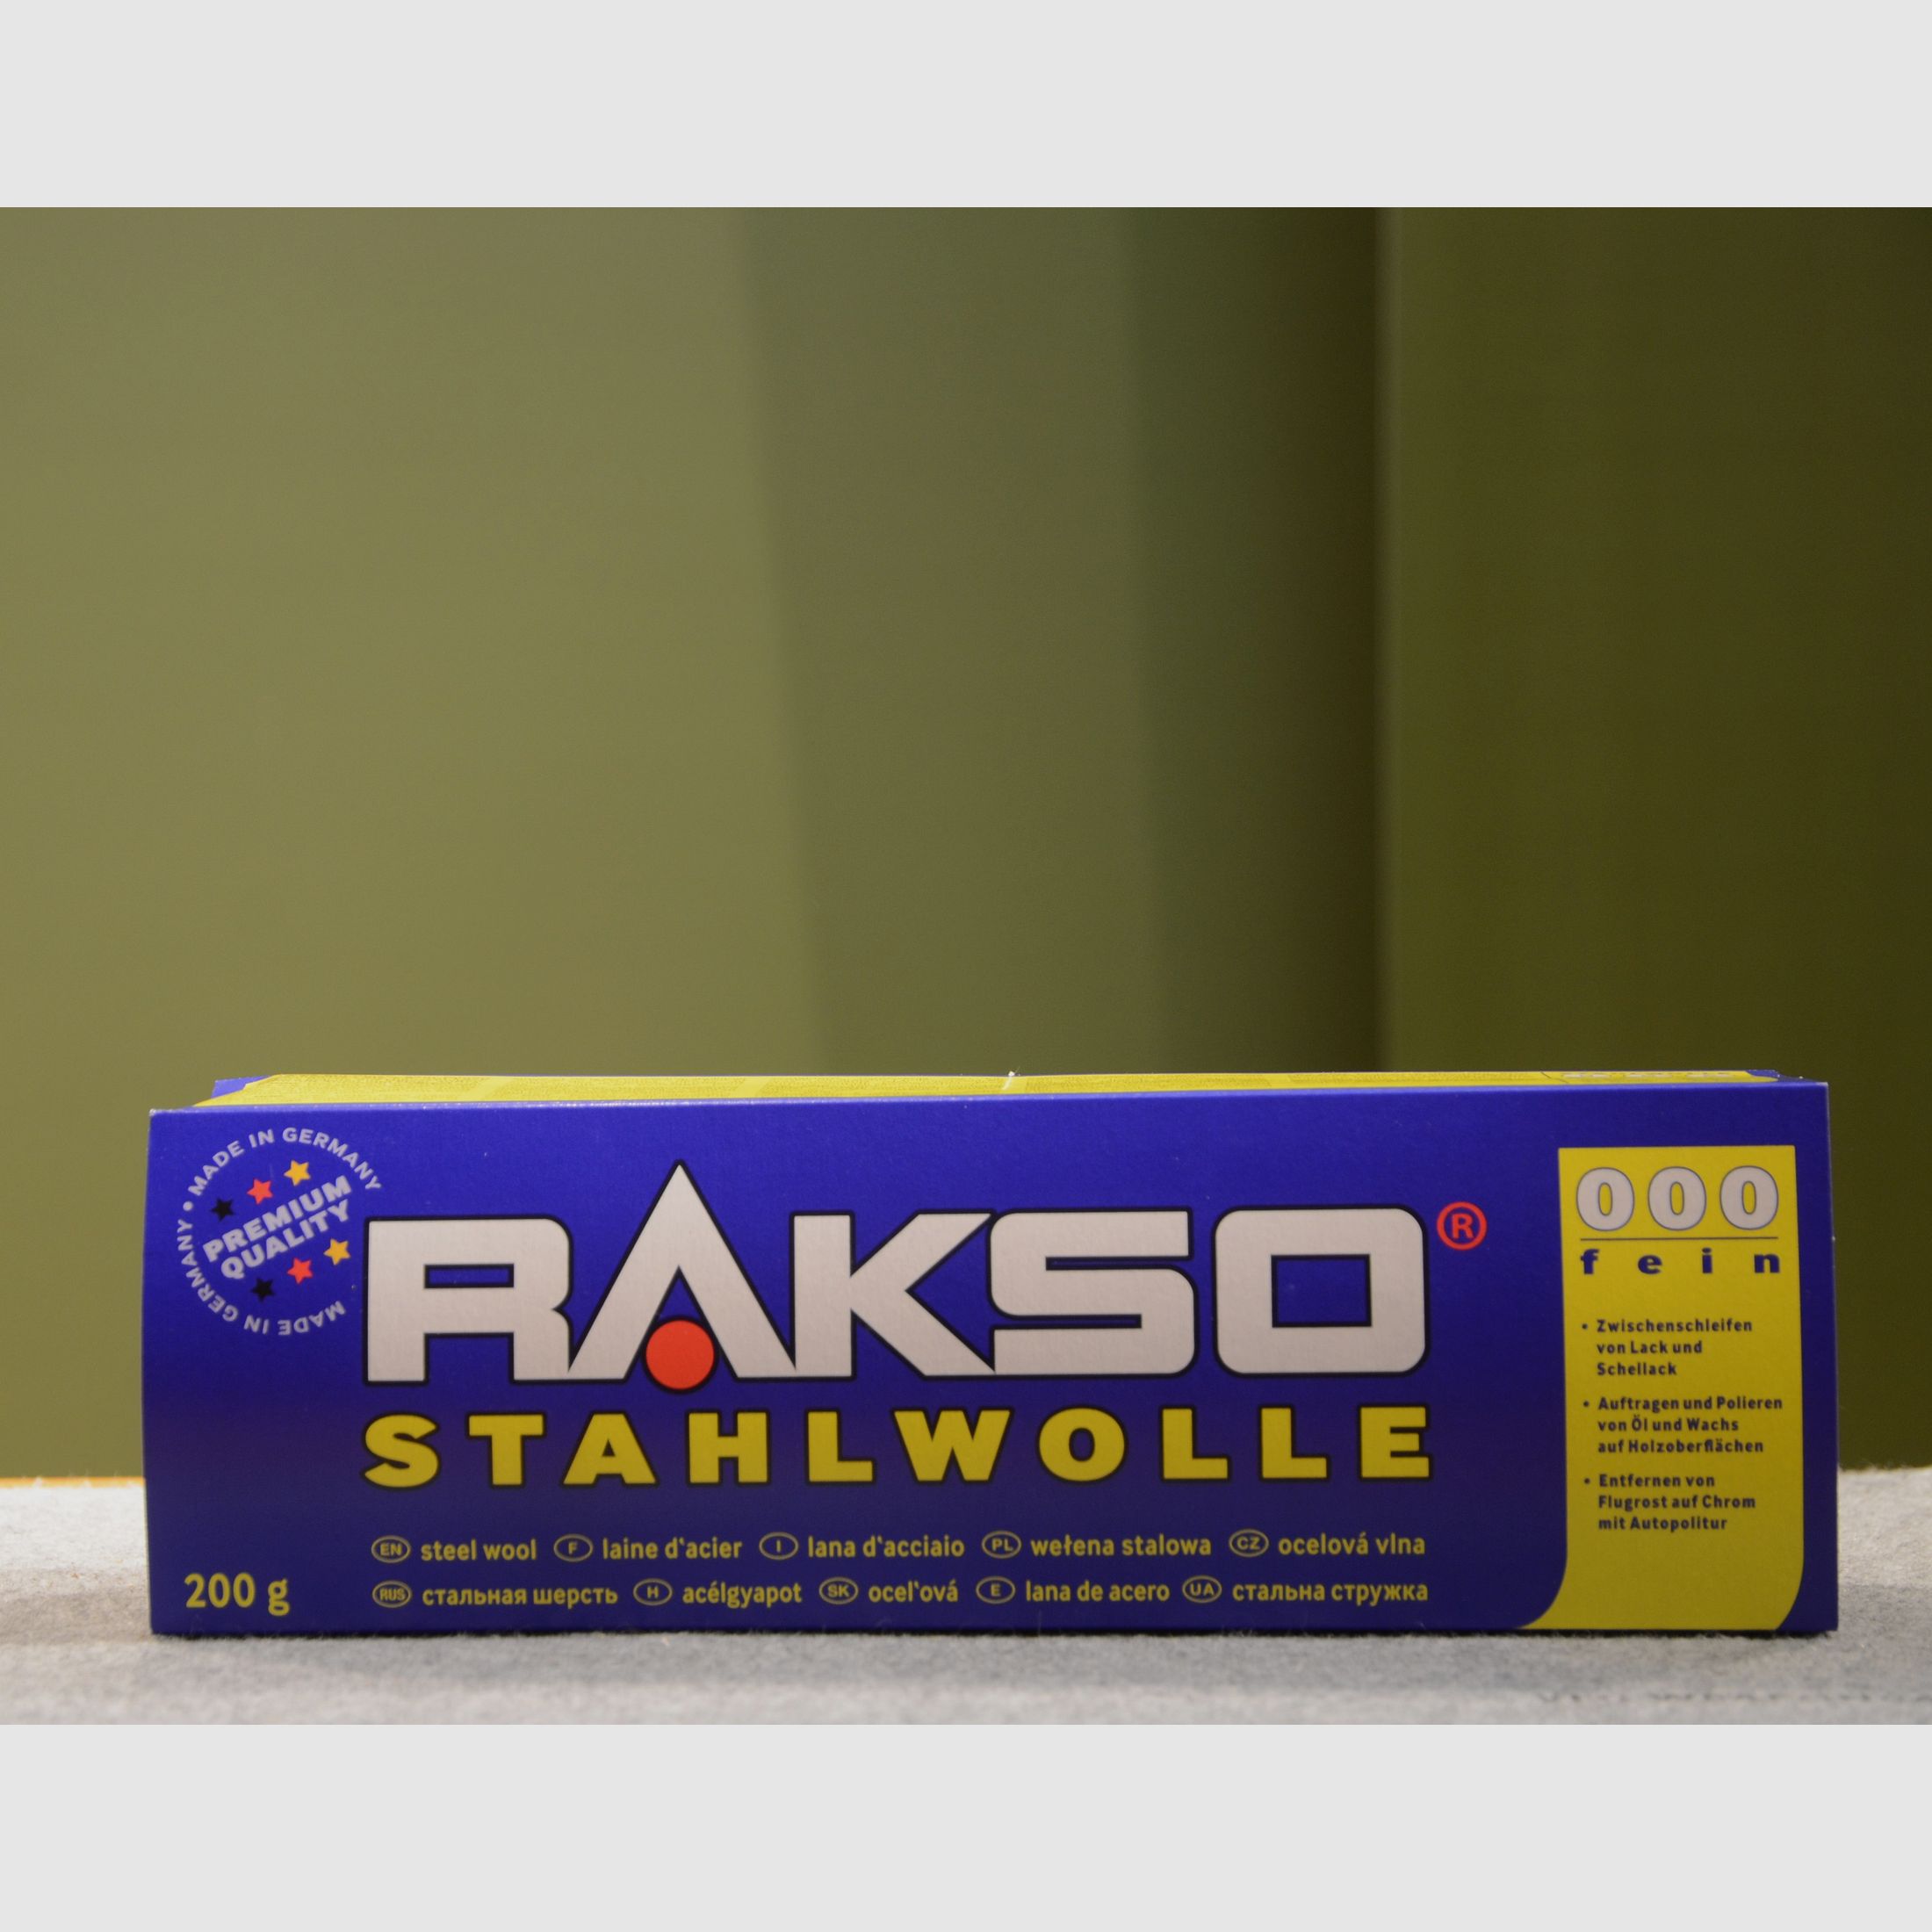 MADE IN GERMANY • MADE IN GERMANY
PREMIUM
QUALITY
RAKSO®
STAHLWOLLE
EN steel wool F laine d'acier I lana d'acciaio PL wełena stalowa CZ ocelová vlna
RUS стальная шерсть H acélgyapot SK ocel'ová E lana de acero UA стальна стружка
200 g
000
fein
• Zwischenschleifen
von Lack und
Schellack
• Auftragen und Polieren
von Öl und Wachs
auf Holzoberflächen
• Entfernen von
Flugrost auf Chrom
mit Autopolitur